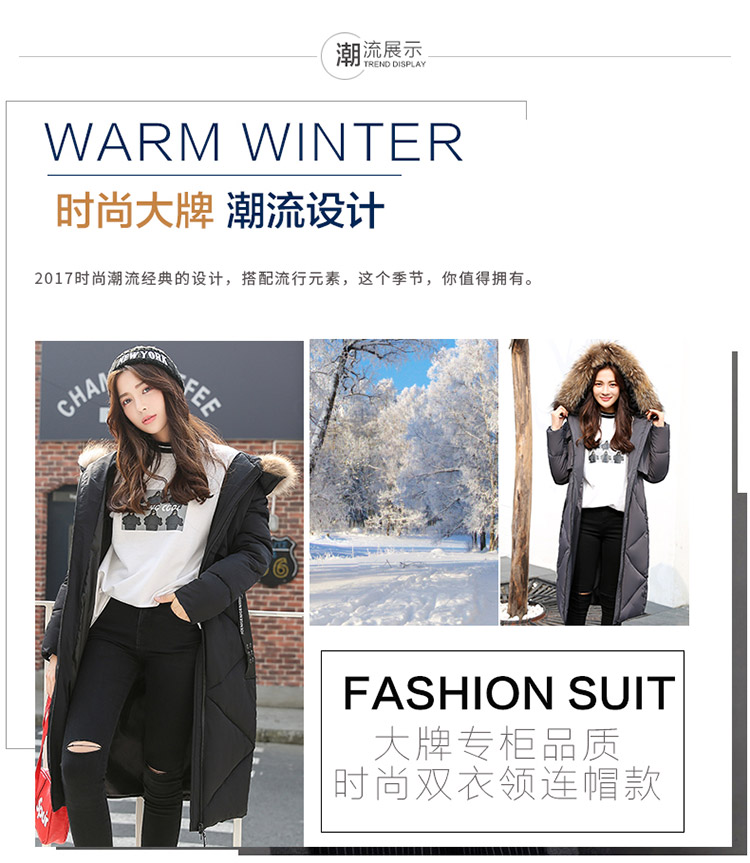 潮流展示
TREND DISPLAY
WARM WINTER
时尚大牌 潮流设计
2017时尚潮流经典的设计，搭配流行元素，这个季节，你值得拥有。
NEW YORK
6
FASHION SUIT
大牌专柜品质
时尚双衣领连帽款